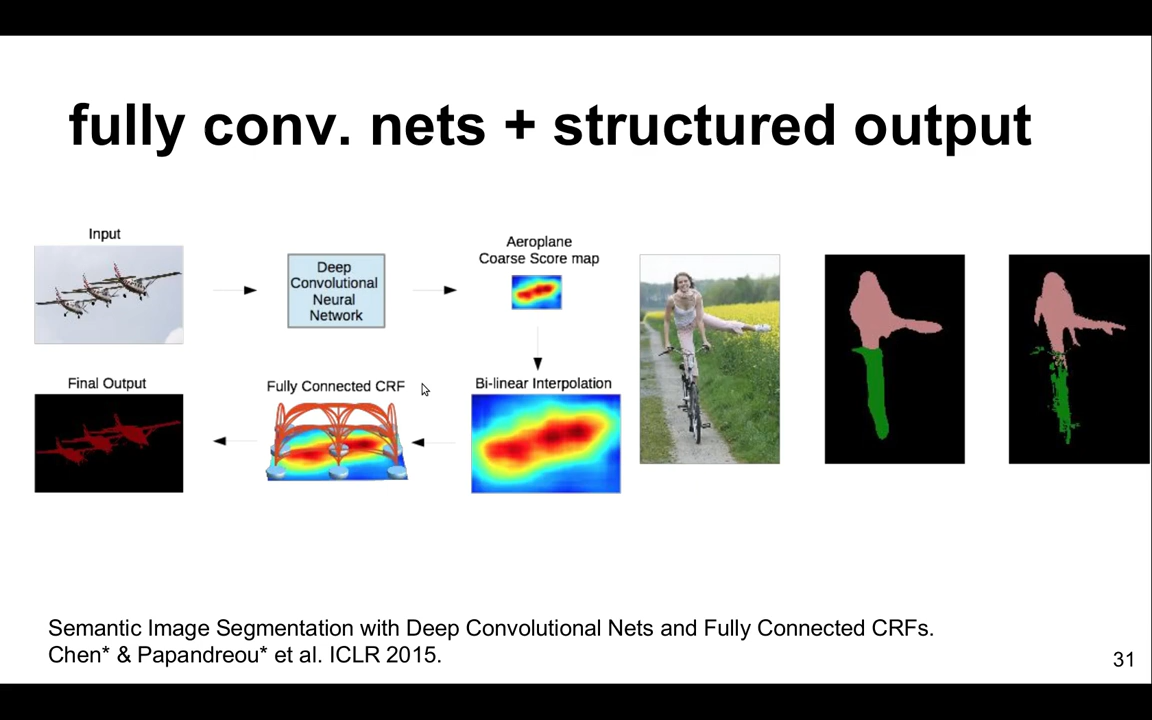 fully conv. nets + structured output
Input
Deep
Convolutional
Neural
Network
Aeroplane
Coarse Score map
Final Output
Fully Connected CRF
Bi-linear Interpolation
Semantic Image Segmentation with Deep Convolutional Nets and Fully Connected CRFs.
Chen* & Papandreou* et al. ICLR 2015.
31